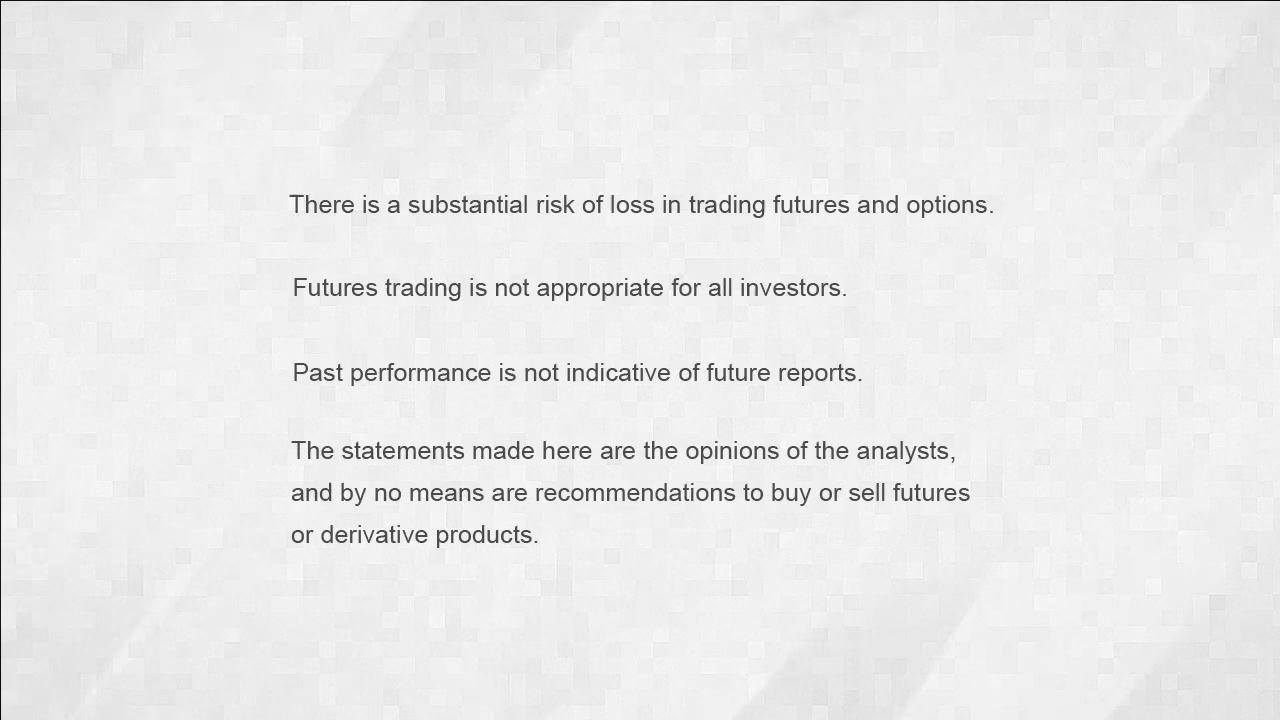 There is a substantial risk of loss in trading futures and options.
Futures trading is not appropriate for all investors.
Past performance is not indicative of future reports.
The statements made here are the opinions of the analysts,
and by no means are recommendations to buy or sell futures
or derivative products.